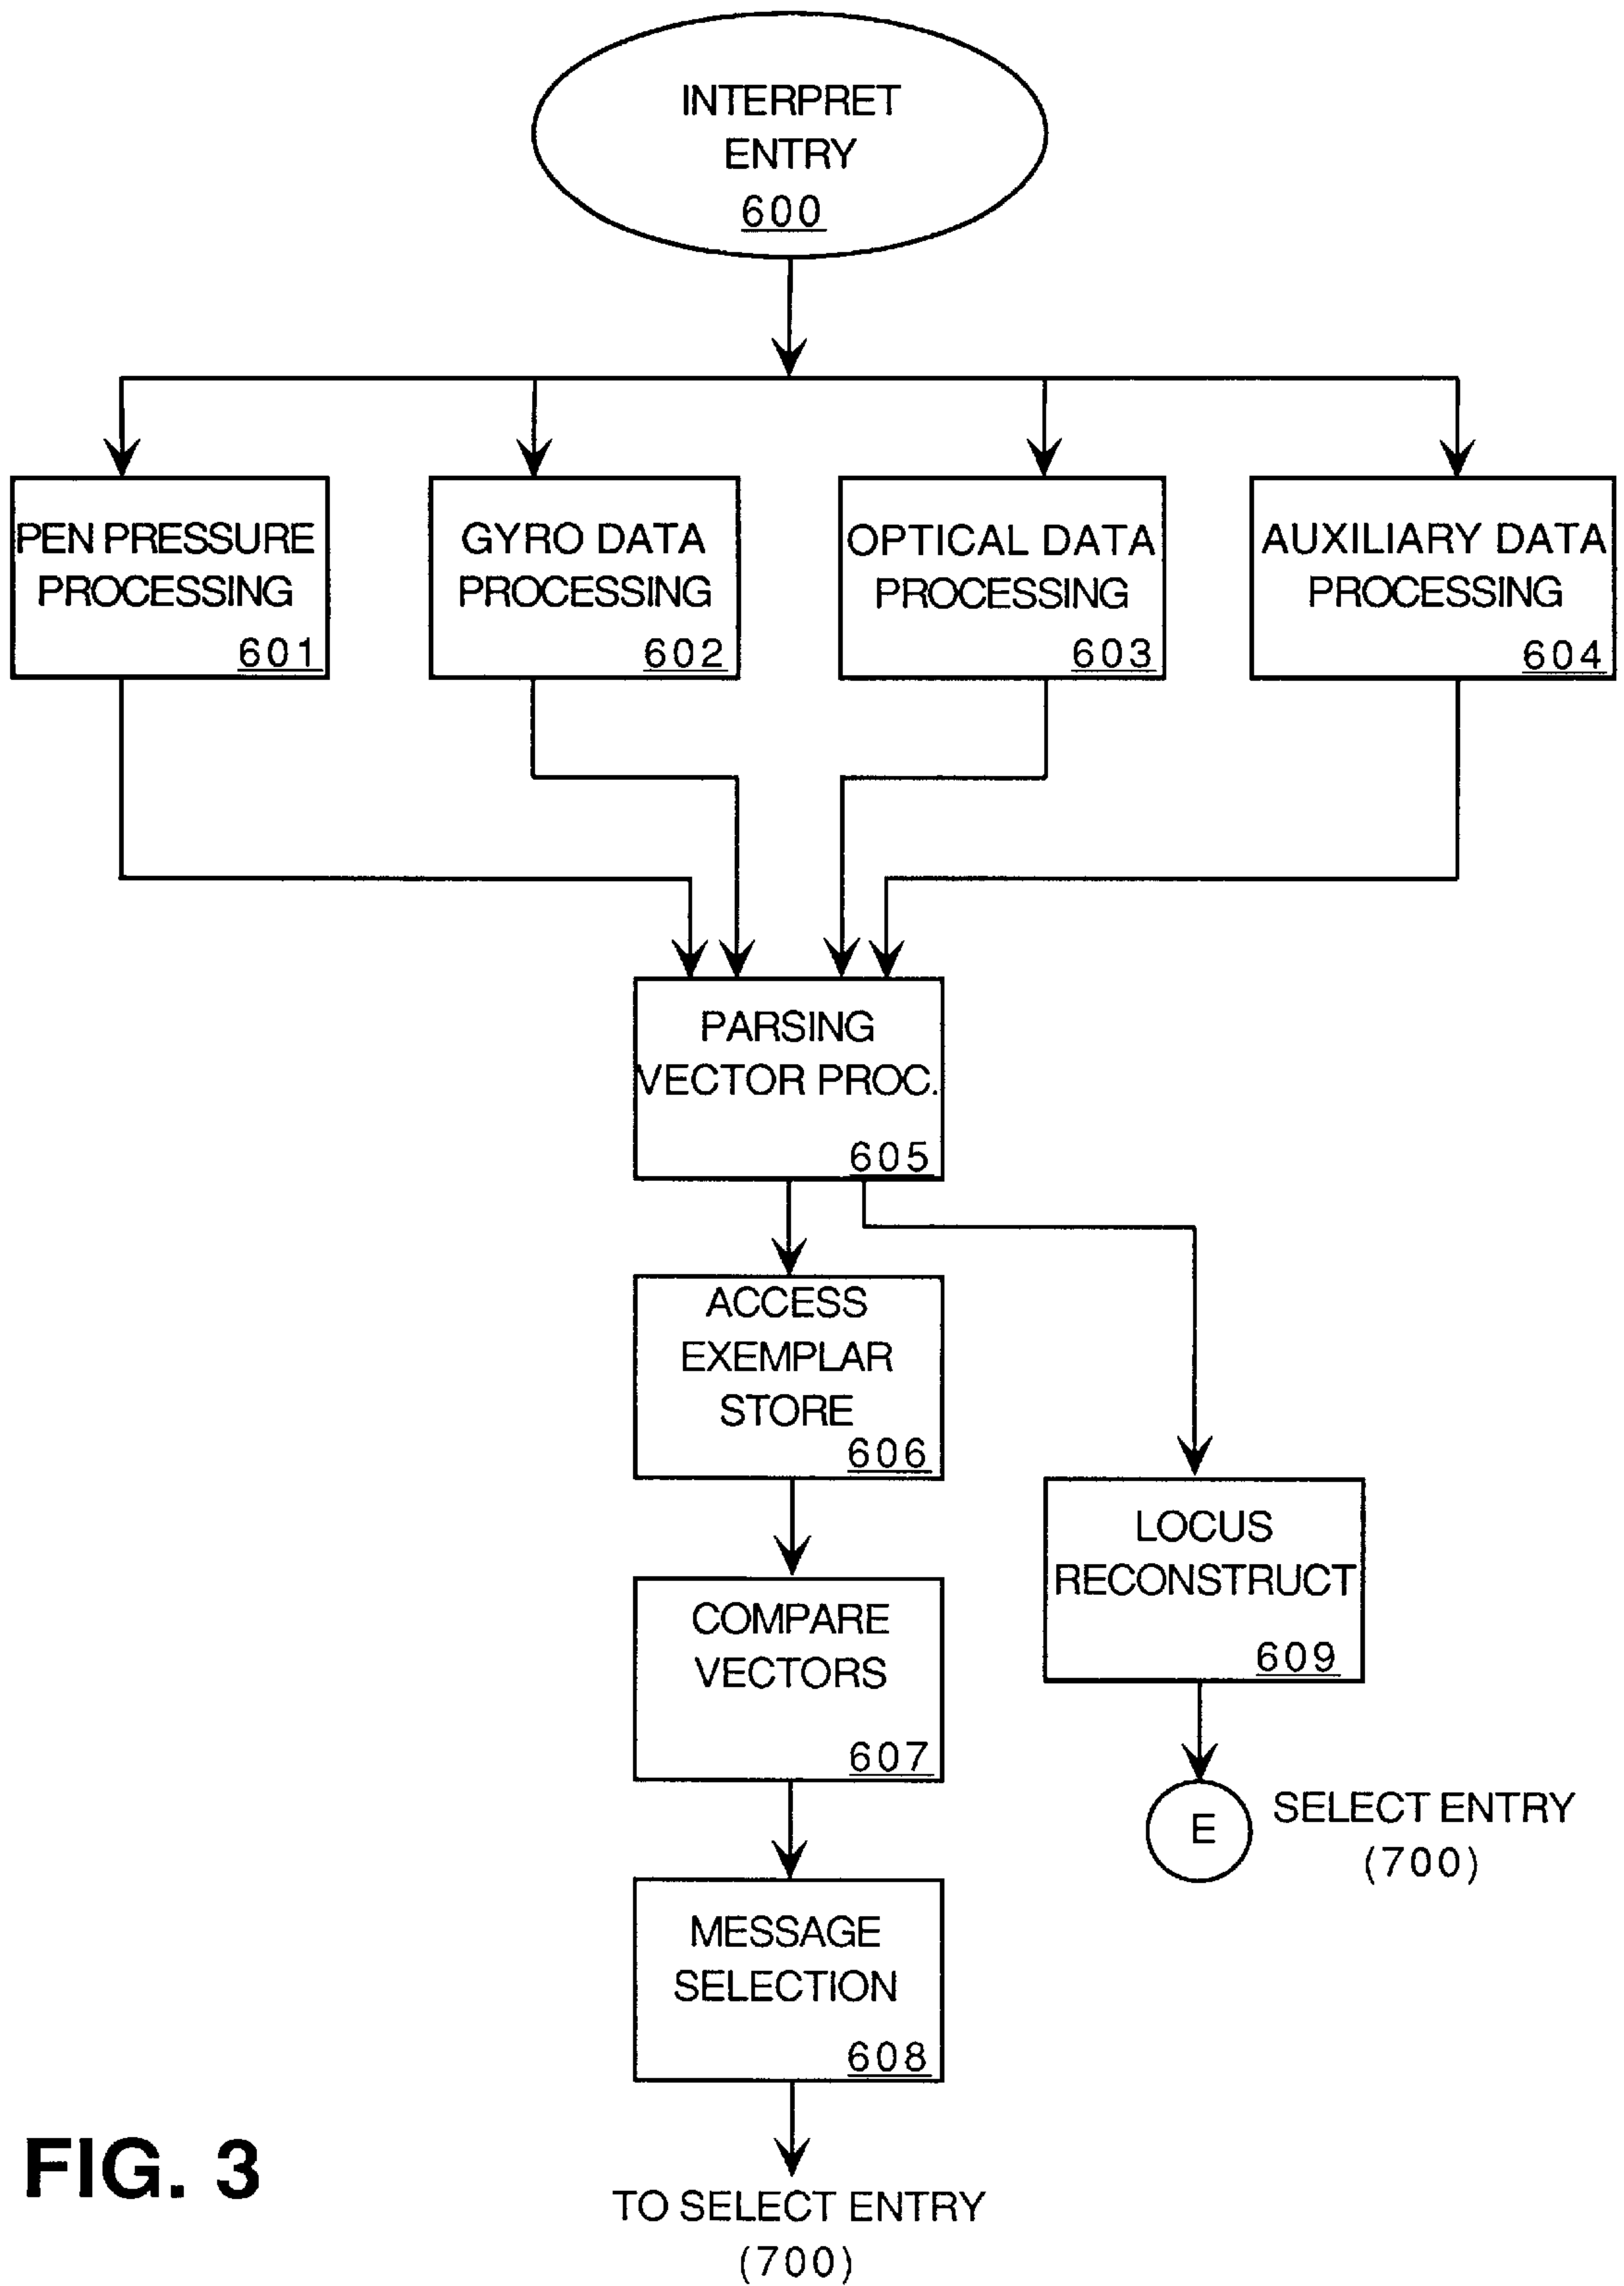 INTERPRET
ENTRY
600
PEN PRESSURE
PROCESSING
601
GYRO DATA
PROCESSING
602
OPTICAL DATA
PROCESSING
603
AUXILIARY DATA
PROCESSING
604
PARSING
VECTOR PROC.
605
ACCESS
EXEMPLAR
STORE
606
COMPARE
VECTORS
607
LOCUS
RECONSTRUCT
609
E
SELECT ENTRY
(700)
MESSAGE
SELECTION
608
TO SELECT ENTRY
(700)
FIG. 3